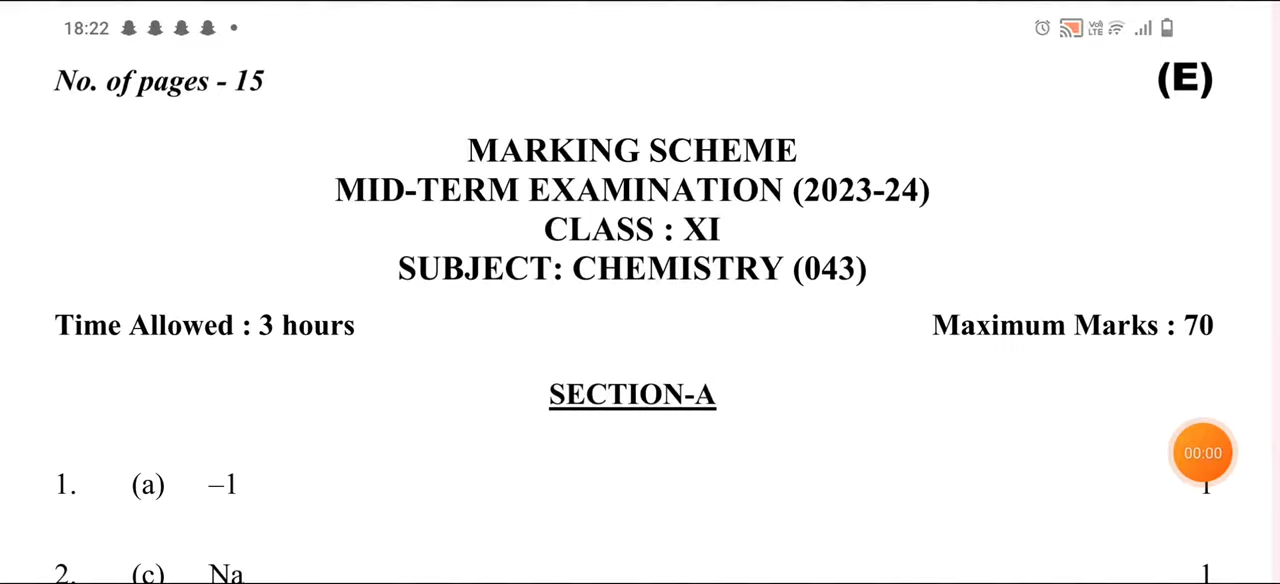 18:22
No. of pages - 15 (E)
MARKING SCHEME
MID-TERM EXAMINATION (2023-24)
CLASS : XI
SUBJECT: CHEMISTRY (043)
Time Allowed : 3 hours Maximum Marks : 70
SECTION-A
00:00
1. (a) –1 1
2. (c) Na 1